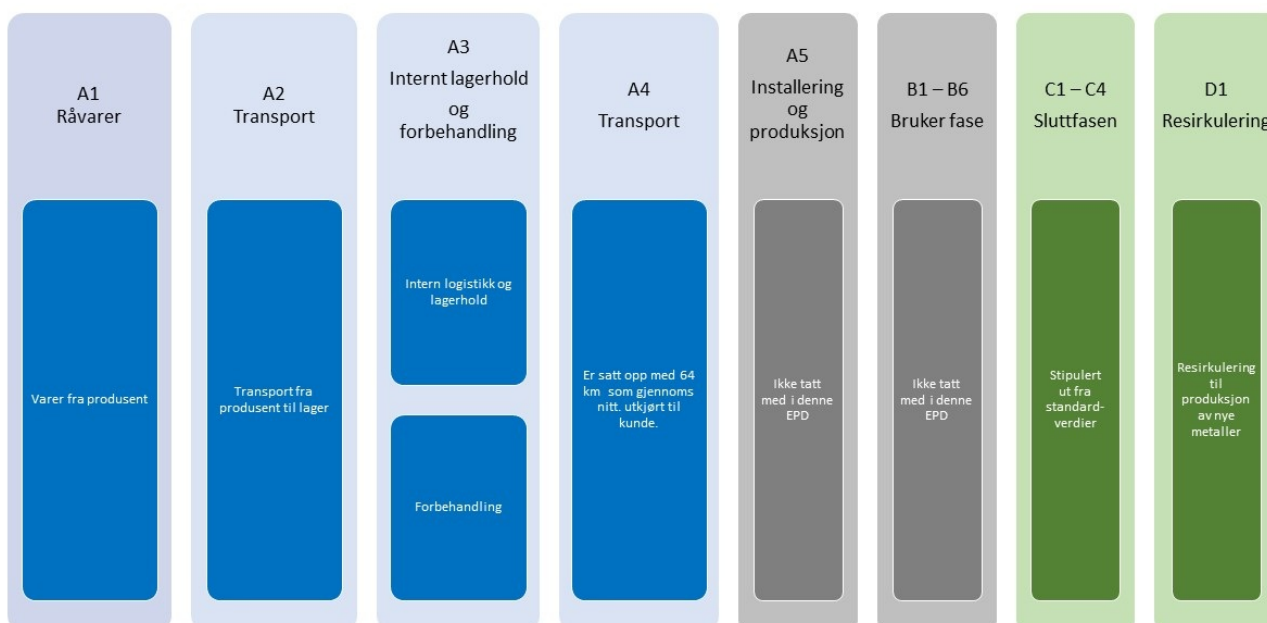 A1
Råvarer
Varer fra produsent
A2
Transport
Transport fra
produsent til lager
A3
Internt lagerhold
og
forbehandling
Intern logistikk og
lagerhold
Forbehandling
A4
Transport
Er satt opp med 64
km som gjennoms
nitt. utkjørt til
kunde.
A5
Installering
og
produksjon
Ikke tatt
med i denne
EPD
B1 – B6
Bruker fase
Ikke tatt
med i denne
EPD
C1 – C4
Sluttfasen
Stipulert
ut fra
standard-
verdier
D1
Resirkulering
Resirkulering
til
produksjon
av nye
metaller